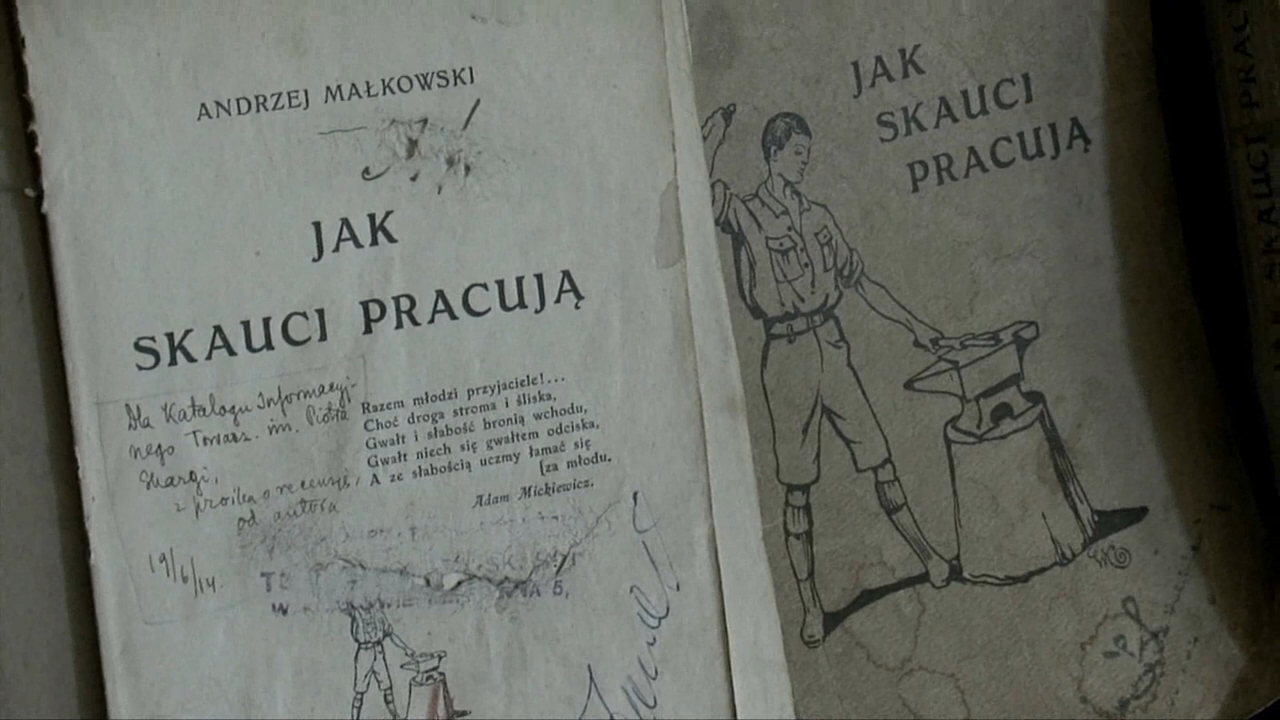 ANDRZEJ MAŁKOWSKI
JAK
SKAUCI PRACUJĄ
Dla Katalogu Informacyj-
nego Towarz. im. Piotra
Skargi,
z prośbą o recenzję,
od autora
19/6/14.
Razem młodzi przyjaciele!...
Choć droga stroma i śliska,
Gwałt i słabość bronią wchodu,
Gwałt niech się gwałtem odciska,
A ze słabością uczmy łamać się
[za młodu.
Adam Mickiewicz.
JAK
SKAUCI
PRACUJĄ